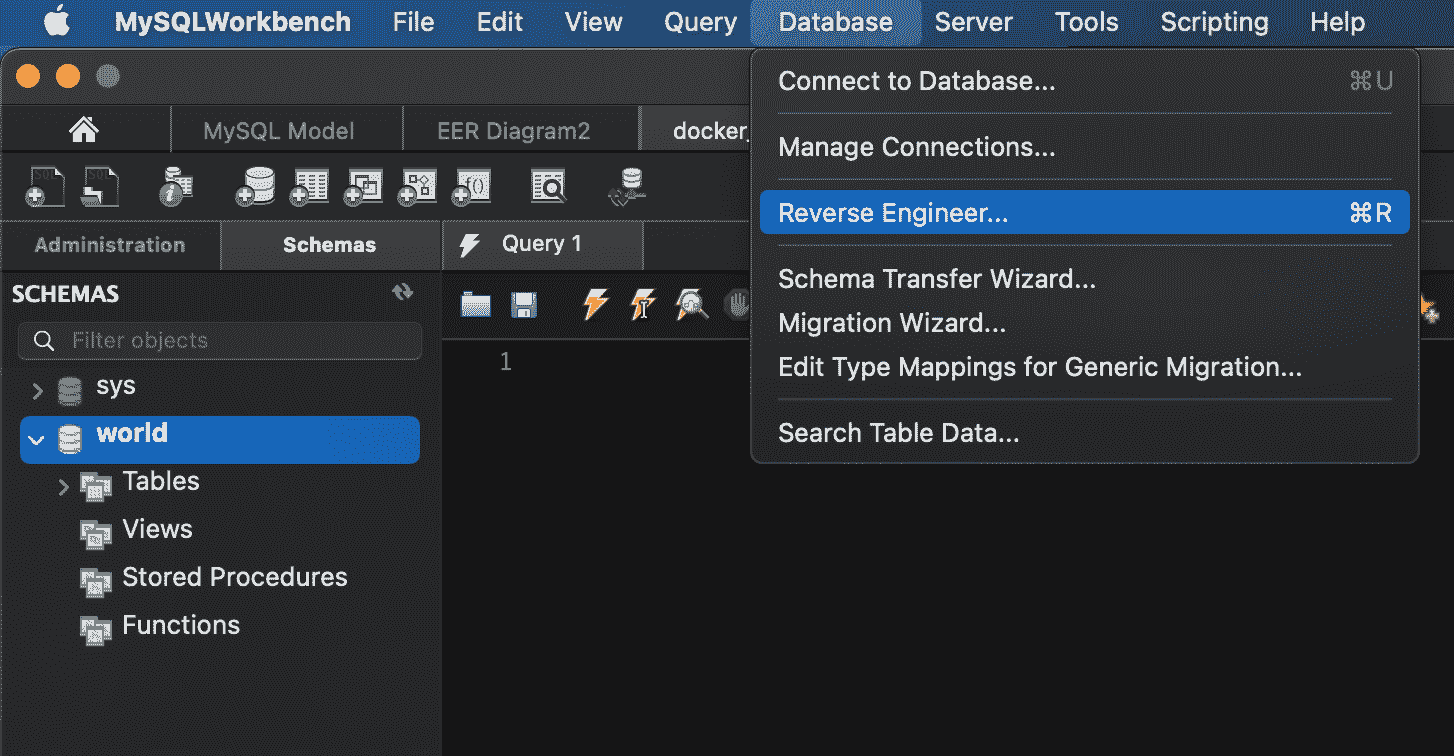 MySQLWorkbench File Edit View Query Database Server Tools Scripting Help
Connect to Database... ⌘U
MySQL Model EER Diagram2 docker_
Manage Connections...
Reverse Engineer... ⌘R
Administration Schemas Query 1
Schema Transfer Wizard...
SCHEMAS
Migration Wizard...
Filter objects
1
Edit Type Mappings for Generic Migration...
sys
world
Search Table Data...
Tables
Views
Stored Procedures
Functions